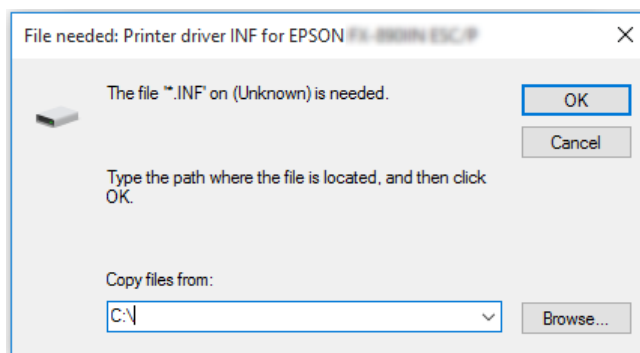 File needed: Printer driver INF for EPSON
The file '*.INF' on (Unknown) is needed.
OK
Cancel
Type the path where the file is located, and then click
OK.
Copy files from:
C:\
Browse...